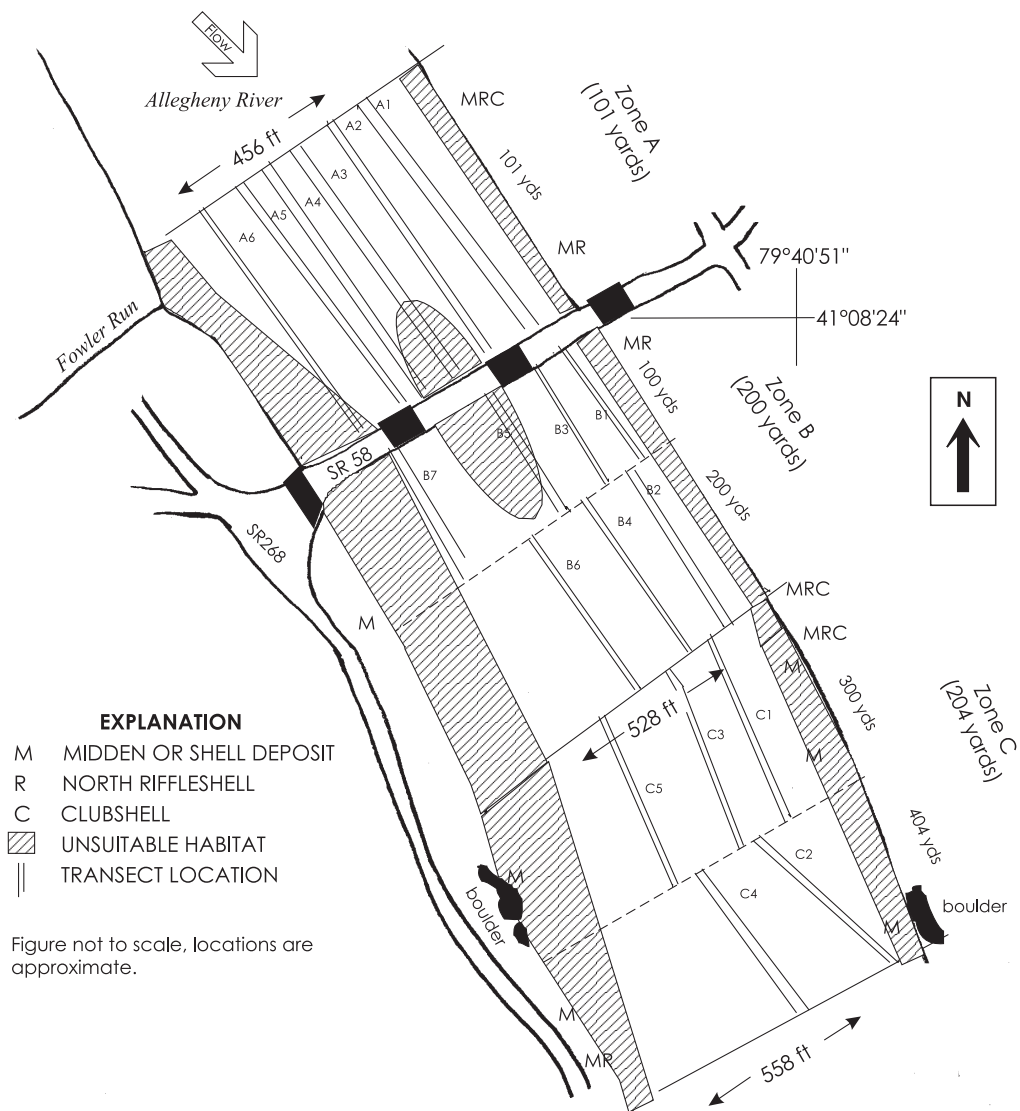 Flow
Allegheny River
456 ft
A1
A2
A3
A4
A5
A6
MRC
101 yds
Zone A
(101 yards)
MR
79°40'51"
41°08'24"
MR
Fowler Run
100 yds
Zone B
(200 yards)
N
SR 58
B1
B3
B5
B7
B2
B4
B6
200 yds
SR268
M
MRC
MRC
M
300 yds
Zone C
(204 yards)
528 ft
C1
C3
C5
M
EXPLANATION
M MIDDEN OR SHELL DEPOSIT
R NORTH RIFFLESHELL
C CLUBSHELL
UNSUITABLE HABITAT
TRANSECT LOCATION
404 yds
C2
C4
M
boulder
M
boulder
Figure not to scale, locations are
approximate.
M
MR
558 ft